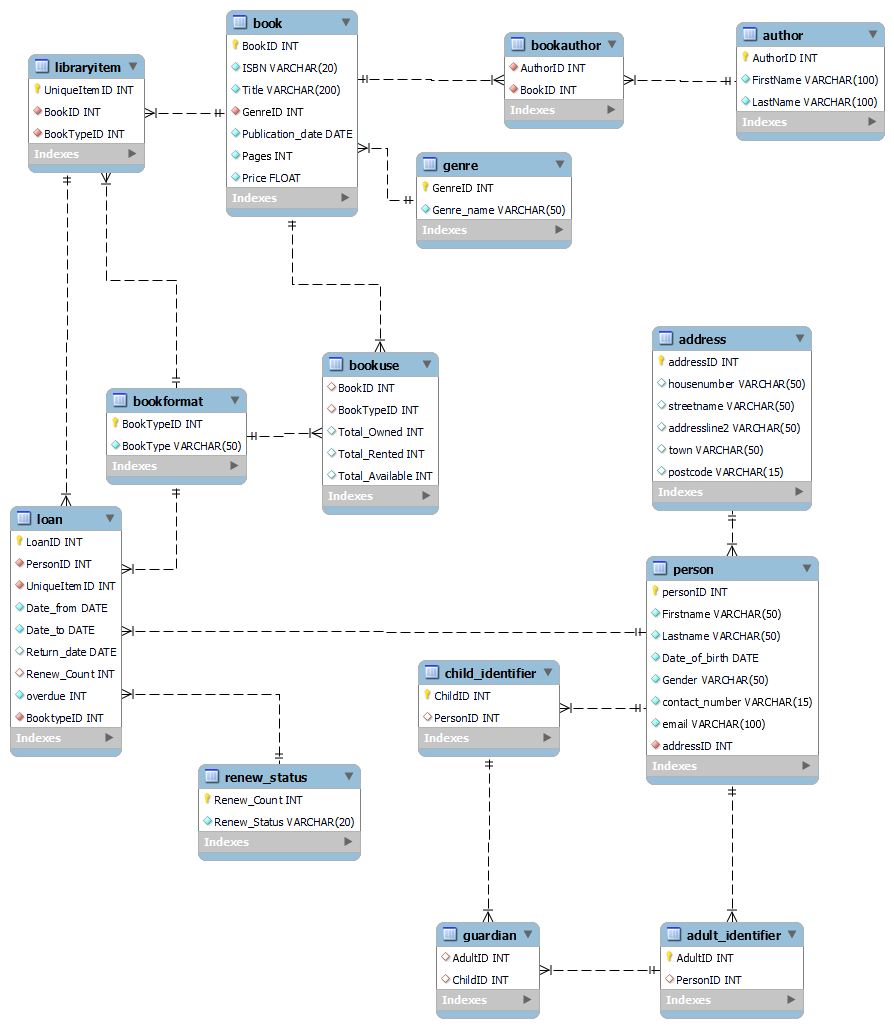 book
BookID INT
ISBN VARCHAR(20)
Title VARCHAR(200)
GenreID INT
Publication_date DATE
Pages INT
Price FLOAT
Indexes
libraryitem
UniqueItemID INT
BookID INT
BookTypeID INT
Indexes
bookauthor
AuthorID INT
BookID INT
Indexes
author
AuthorID INT
FirstName VARCHAR(100)
LastName VARCHAR(100)
Indexes
genre
GenreID INT
Genre_name VARCHAR(50)
Indexes
bookuse
BookID INT
BookTypeID INT
Total_Owned INT
Total_Rented INT
Total_Available INT
Indexes
address
addressID INT
housenumber VARCHAR(50)
streetname VARCHAR(50)
addressline2 VARCHAR(50)
town VARCHAR(50)
postcode VARCHAR(15)
Indexes
bookformat
BookTypeID INT
BookType VARCHAR(50)
Indexes
loan
LoanID INT
PersonID INT
UniqueItemID INT
Date_from DATE
Date_to DATE
Return_date DATE
Renew_Count INT
overdue INT
BooktypeID INT
Indexes
person
personID INT
Firstname VARCHAR(50)
Lastname VARCHAR(50)
Date_of_birth DATE
Gender VARCHAR(50)
contact_number VARCHAR(15)
email VARCHAR(100)
addressID INT
Indexes
child_identifier
ChildID INT
PersonID INT
Indexes
renew_status
Renew_Count INT
Renew_Status VARCHAR(20)
Indexes
guardian
AdultID INT
ChildID INT
Indexes
adult_identifier
AdultID INT
PersonID INT
Indexes